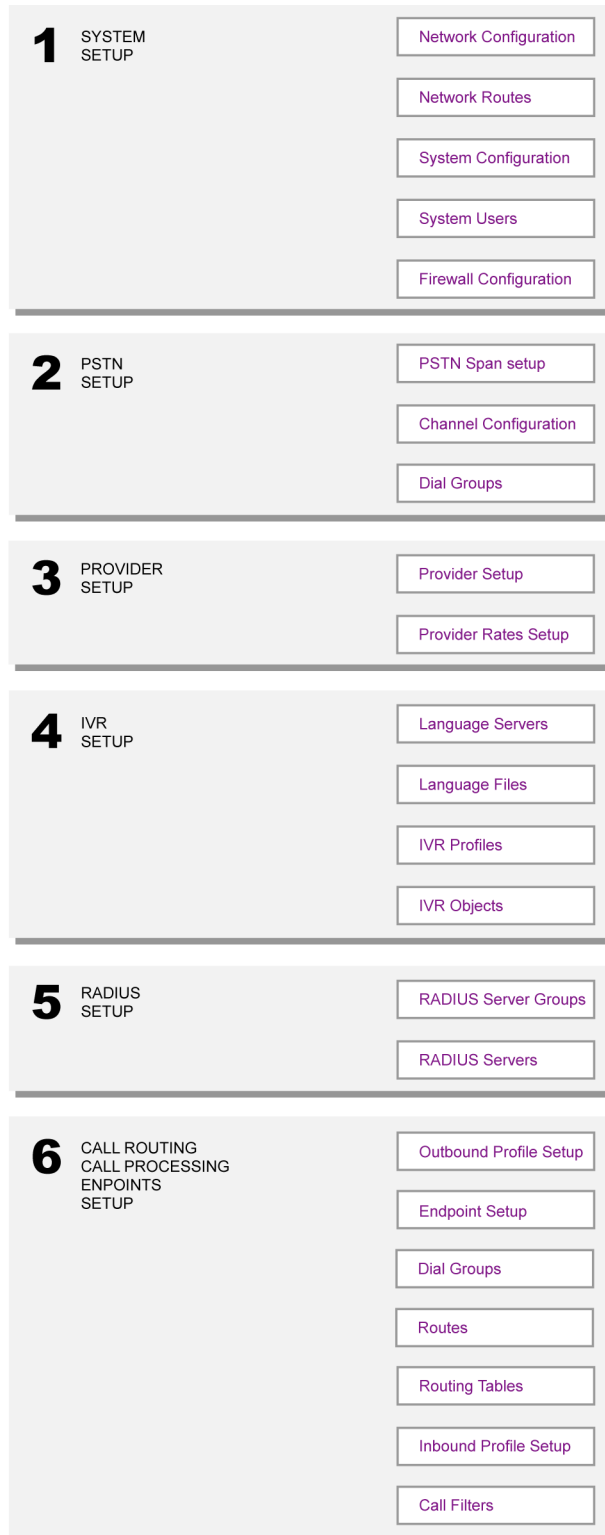 1
SYSTEM
SETUP
Network Configuration
Network Routes
System Configuration
System Users
Firewall Configuration
2
PSTN
SETUP
PSTN Span setup
Channel Configuration
Dial Groups
3
PROVIDER
SETUP
Provider Setup
Provider Rates Setup
4
IVR
SETUP
Language Servers
Language Files
IVR Profiles
IVR Objects
5
RADIUS
SETUP
RADIUS Server Groups
RADIUS Servers
6
CALL ROUTING
CALL PROCESSING
ENPOINTS
SETUP
Outbound Profile Setup
Endpoint Setup
Dial Groups
Routes
Routing Tables
Inbound Profile Setup
Call Filters